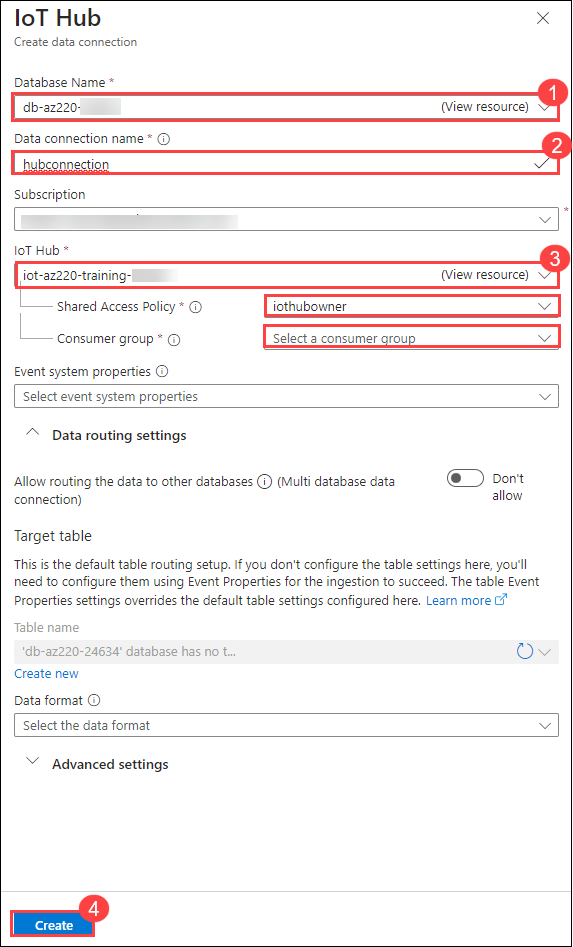 IoT Hub
Create data connection
Database Name *
1
db-az220-
(View resource)
2
Data connection name *
hubconnection
Subscription
*
3
IoT Hub *
iot-az220-training-
(View resource)
Shared Access Policy *
iothubowner
Consumer group *
Select a consumer group
Event system properties
Select event system properties
Data routing settings
Allow routing the data to other databases (Multi database data
connection)
Don't
allow
Target table
This is the default table routing setup. If you don't configure the table settings here, you'll
need to configure them using Event Properties for the ingestion to succeed. The table Event
Properties settings overrides the default table settings configured here. Learn more
Table name
'db-az220-24634' database has no t...
Create new
Data format
Select the data format
Advanced settings
4
Create